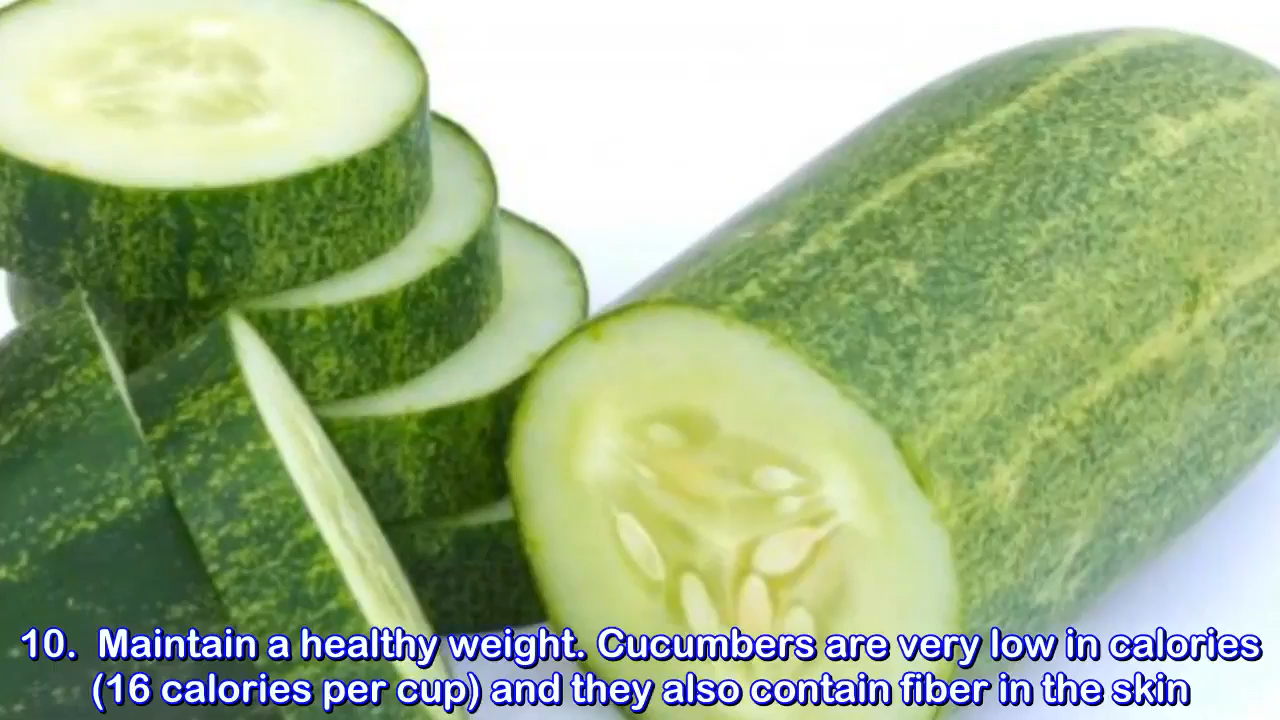 10.  Maintain a healthy weight. Cucumbers are very low in calories
(16 calories per cup) and they also contain fiber in the skin